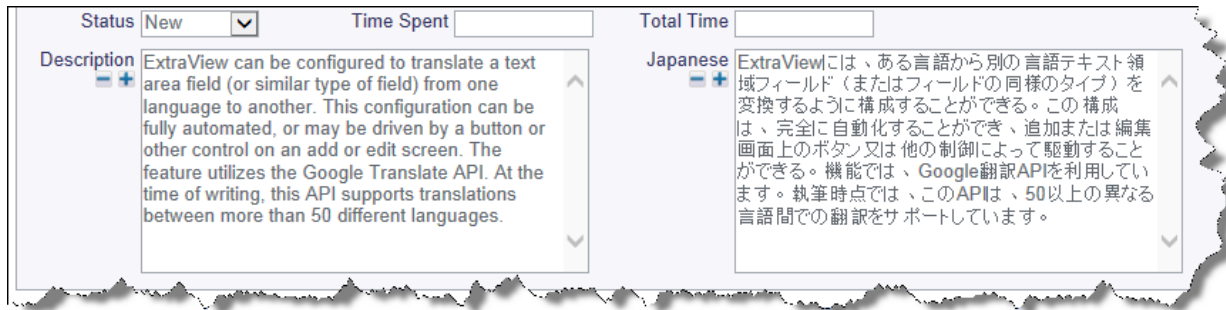 Status New Time Spent Total Time
Description
ExtraView can be configured to translate a text
area field (or similar type of field) from one
language to another. This configuration can be
fully automated, or may be driven by a button or
other control on an add or edit screen. The
feature utilizes the Google Translate API. At the
time of writing, this API supports translations
between more than 50 different languages.
Japanese
ExtraViewには、ある言語から別の言語テキスト領
域フィールド（またはフィールドの同様のタイプ）を
変換するように構成することができる。この構成
は、完全に自動化することができ、追加または編集
画面上のボタン又は他の制御によって駆動すること
ができる。機能では、Google翻訳APIを利用してい
ます。執筆時点では、このAPIは、50以上の異なる
言語間での翻訳をサポートしています。